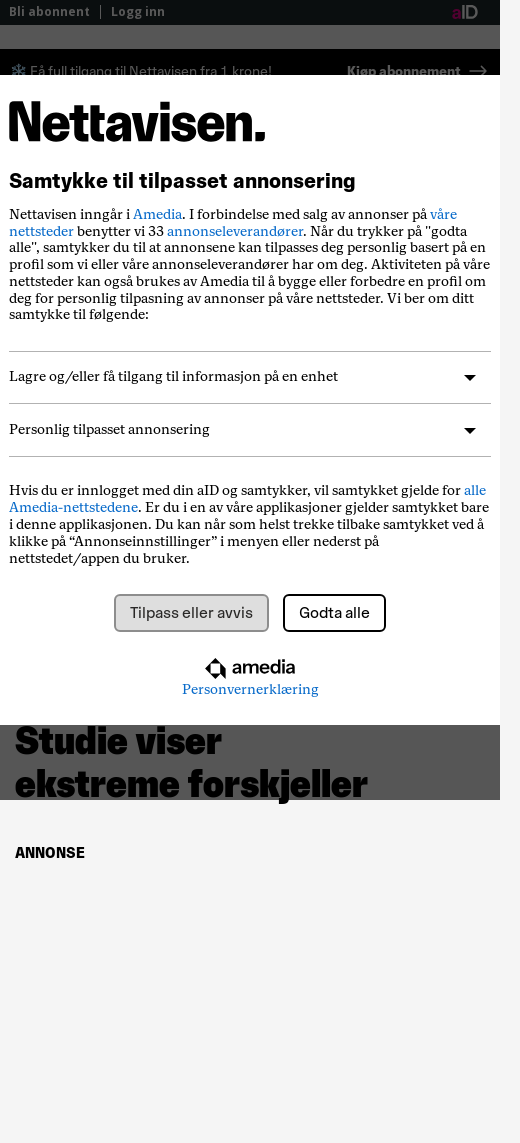 Bli abonnent | Logg inn aID
Få full tilgang til Nettavisen fra 1 krone! Kjøp abonnement
Nettavisen.
Samtykke til tilpasset annonsering
Nettavisen inngår i Amedia. I forbindelse med salg av annonser på våre
nettsteder benytter vi 33 annonseleverandører. Når du trykker på "godta
alle", samtykker du til at annonsene kan tilpasses deg personlig basert på en
profil som vi eller våre annonseleverandører har om deg. Aktiviteten på våre
nettsteder kan også brukes av Amedia til å bygge eller forbedre en profil om
deg for personlig tilpasning av annonser på våre nettsteder. Vi ber om ditt
samtykke til følgende:
Lagre og/eller få tilgang til informasjon på en enhet
Personlig tilpasset annonsering
Hvis du er innlogget med din aID og samtykker, vil samtykket gjelde for alle
Amedia-nettstedene. Er du i en av våre applikasjoner gjelder samtykket bare
i denne applikasjonen. Du kan når som helst trekke tilbake samtykket ved å
klikke på “Annonseinnstillinger” i menyen eller nederst på
nettstedet/appen du bruker.
Tilpass eller avvis Godta alle
amedia
Personvernerklæring
Studie viser
ekstreme forskjeller
ANNONSE